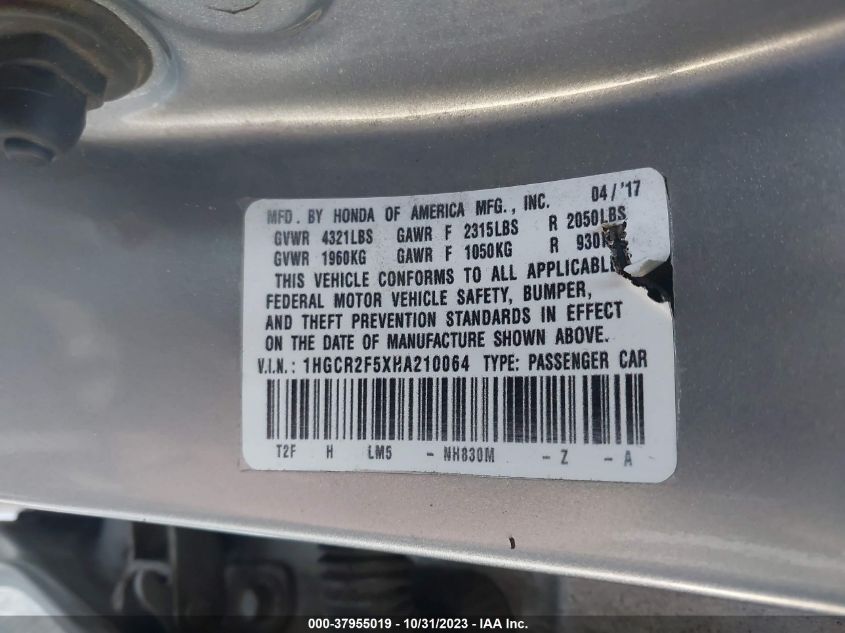 MFD. BY HONDA OF AMERICA MFG., INC. 04/'17
GVWR 4321LBS GAWR F 2315LBS R 2050LBS
GVWR 1960KG GAWR F 1050KG R 930
THIS VEHICLE CONFORMS TO ALL APPLICABLE
FEDERAL MOTOR VEHICLE SAFETY, BUMPER,
AND THEFT PREVENTION STANDARDS IN EFFECT
ON THE DATE OF MANUFACTURE SHOWN ABOVE.
V.I.N.: 1HGCR2F5XHA210064 TYPE: PASSENGER CAR
T2F H LM5 - NH830M - Z - A
000-37955019 - 10/31/2023 - IAA Inc.